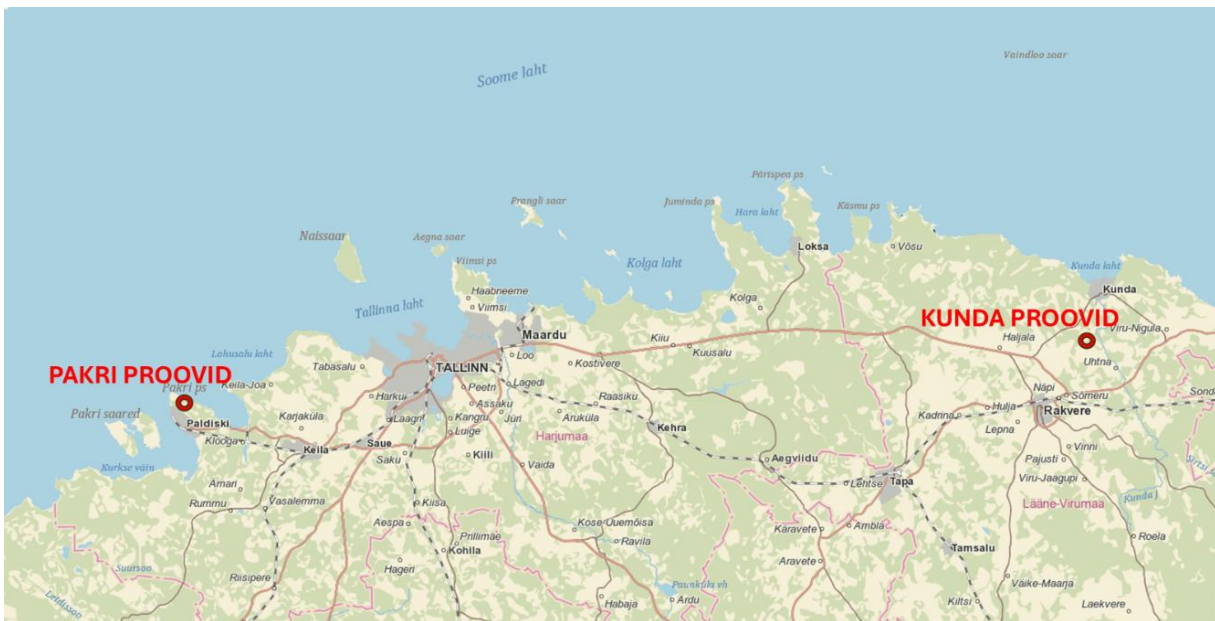 Vaindloo saar
Soome laht
Pärispea ps
Prangli saar
Juminda ps
Hara laht
Käsmu ps
Naissaar
Aegna saar
Loksa
Võsu
Viimsi ps
Kolga laht
Kunda laht
Haabneeme
Viimsi
Kunda
Tallinna laht
Kolga
KUNDA PROOVID
Maardu
Viru-Nigula
Kiiu
Kuusalu
Haljala
Loo
Kostivere
Uhtna
Lahusalu laht
Tabasalu
TALLINN
PAKRI PROOVID
Pakri ps
Keila-Joa
Peetri
Lagedi
Näpi
Sõmeru
Harku
Assaku
Raasiku
Sonda
Pakri saared
Karjaküla
Laagri
Kangru
Jüri
Aruküla
Kadrina
Hulja
Rakvere
Paldiski
Luige
Kehra
Lepna
Klooga
Keila
Saue
Harjumaa
Vinni
Saku
Kiili
Vaida
Aegviidu
Pajusti
Kurkse väin
Amari
Lehtse
Tapa
Viru-Jaagupi
Kunda j
Rummu
Vasalemma
Kiisa
Lääne-Virumaa
Aespa
Kose-Uuemõisa
Käravete
Ambla
Prillimäe
Ravila
Roela
Kohila
Tamsalu
Suursoo
Hageri
Aravete
Riisipere
Paunküla vh
Väike-Maarja
Habaja
Ardu
Kiltsi
Laekvere